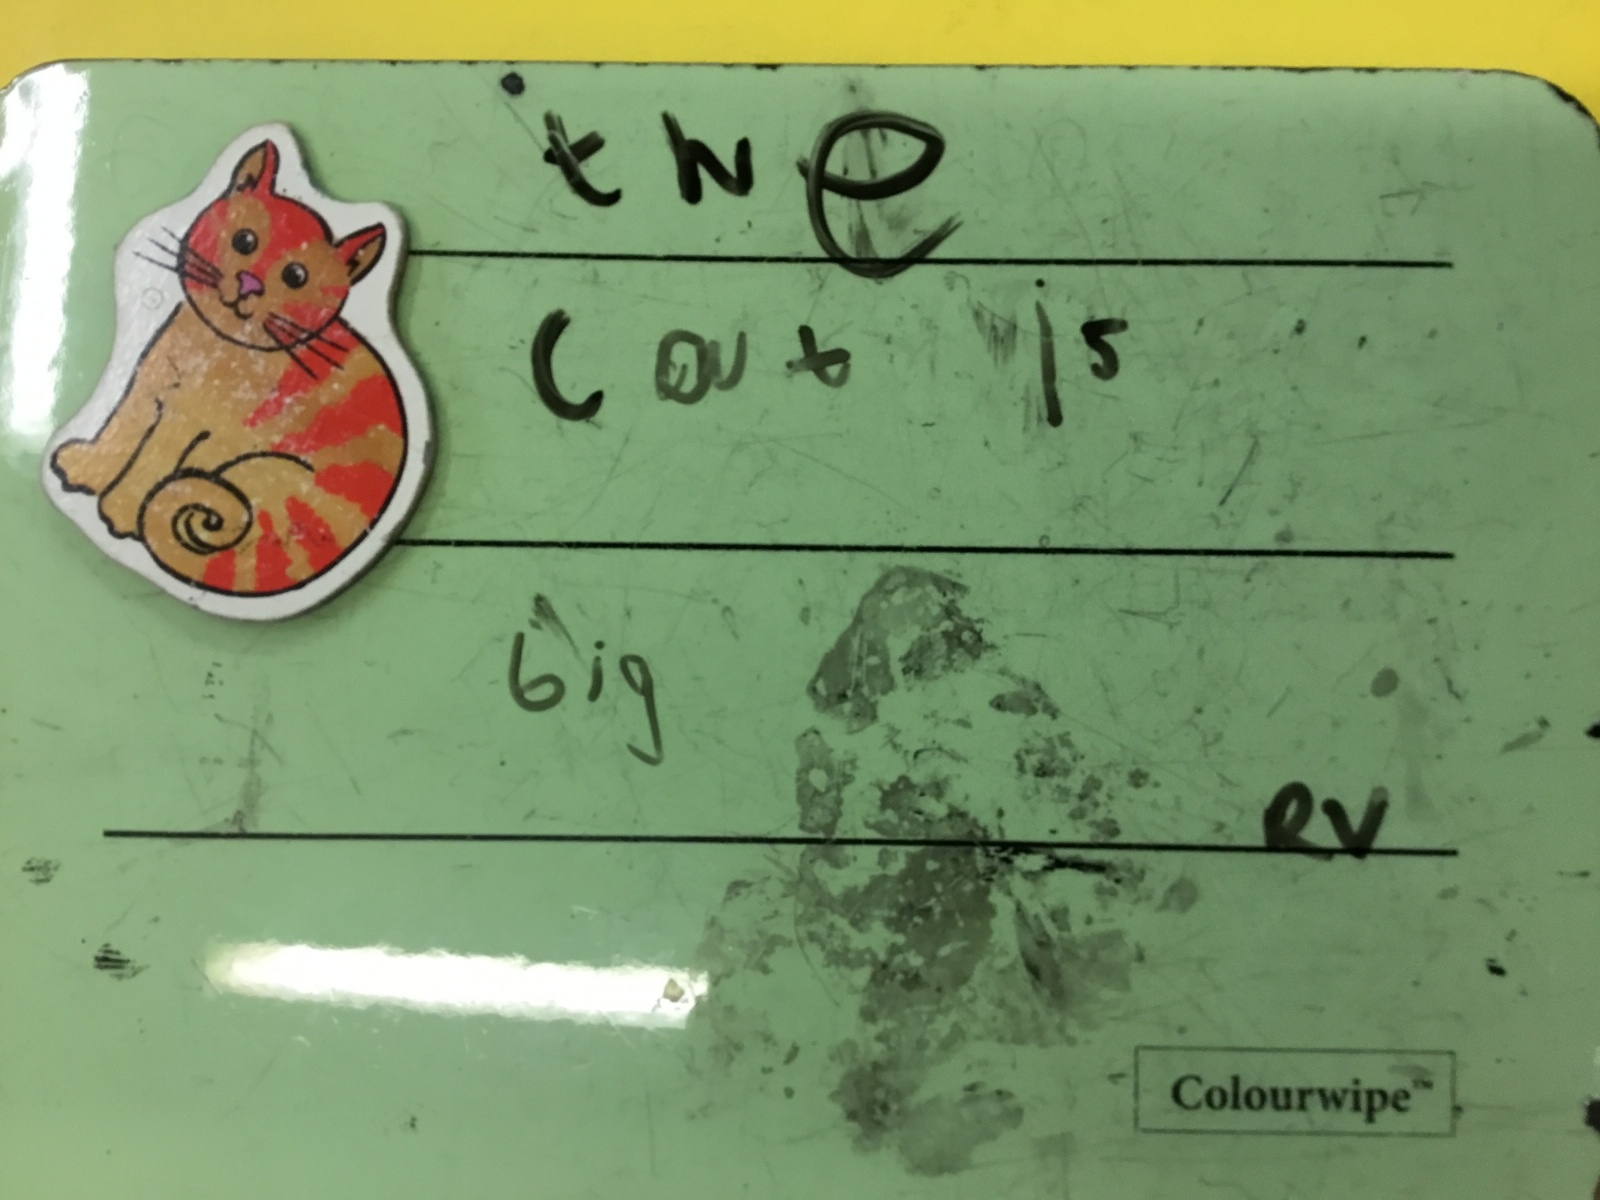 the
cat is
big
RV
Colourwipe™